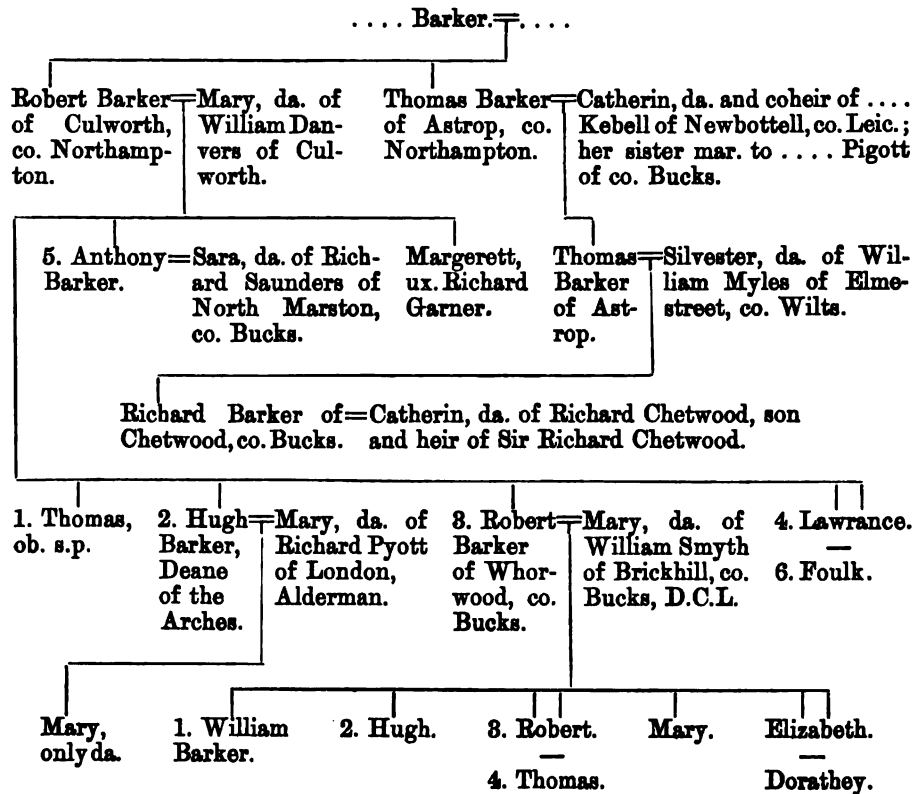 .... Barker.=....
Robert Barker=Mary, da. of
of Culworth, William Dan-
co. Northamp- vers of Cul-
ton. worth.
Thomas Barker=Catherin, da. and coheir of ....
of Astrop, co. Kebell of Newbottell, co. Leic.;
Northampton. her sister mar. to .... Pigott
of co. Bucks.
5. Anthony=Sara, da. of Rich-
Barker. ard Saunders of
North Marston,
co. Bucks.
Margerett,
ux. Richard
Garner.
Thomas=Silvester, da. of Wil-
Barker liam Myles of Elme-
of Ast- street, co. Wilts.
rop.
Richard Barker of=Catherin, da. of Richard Chetwood, son
Chetwood, co. Bucks. and heir of Sir Richard Chetwood.
1. Thomas,
ob. s.p.
2. Hugh=Mary, da. of
Barker, Richard Pyott
Deane of London,
of the Alderman.
Arches.
3. Robert=Mary, da. of
Barker William Smyth
of Whor- of Brickhill, co.
wood, co. Bucks, D.C.L.
Bucks.
4. Lawrance.
—
6. Foulk.
Mary,
only da.
1. William
Barker.
2. Hugh.
3. Robert.
—
4. Thomas.
Mary.
Elizabeth.
—
Dorathey.